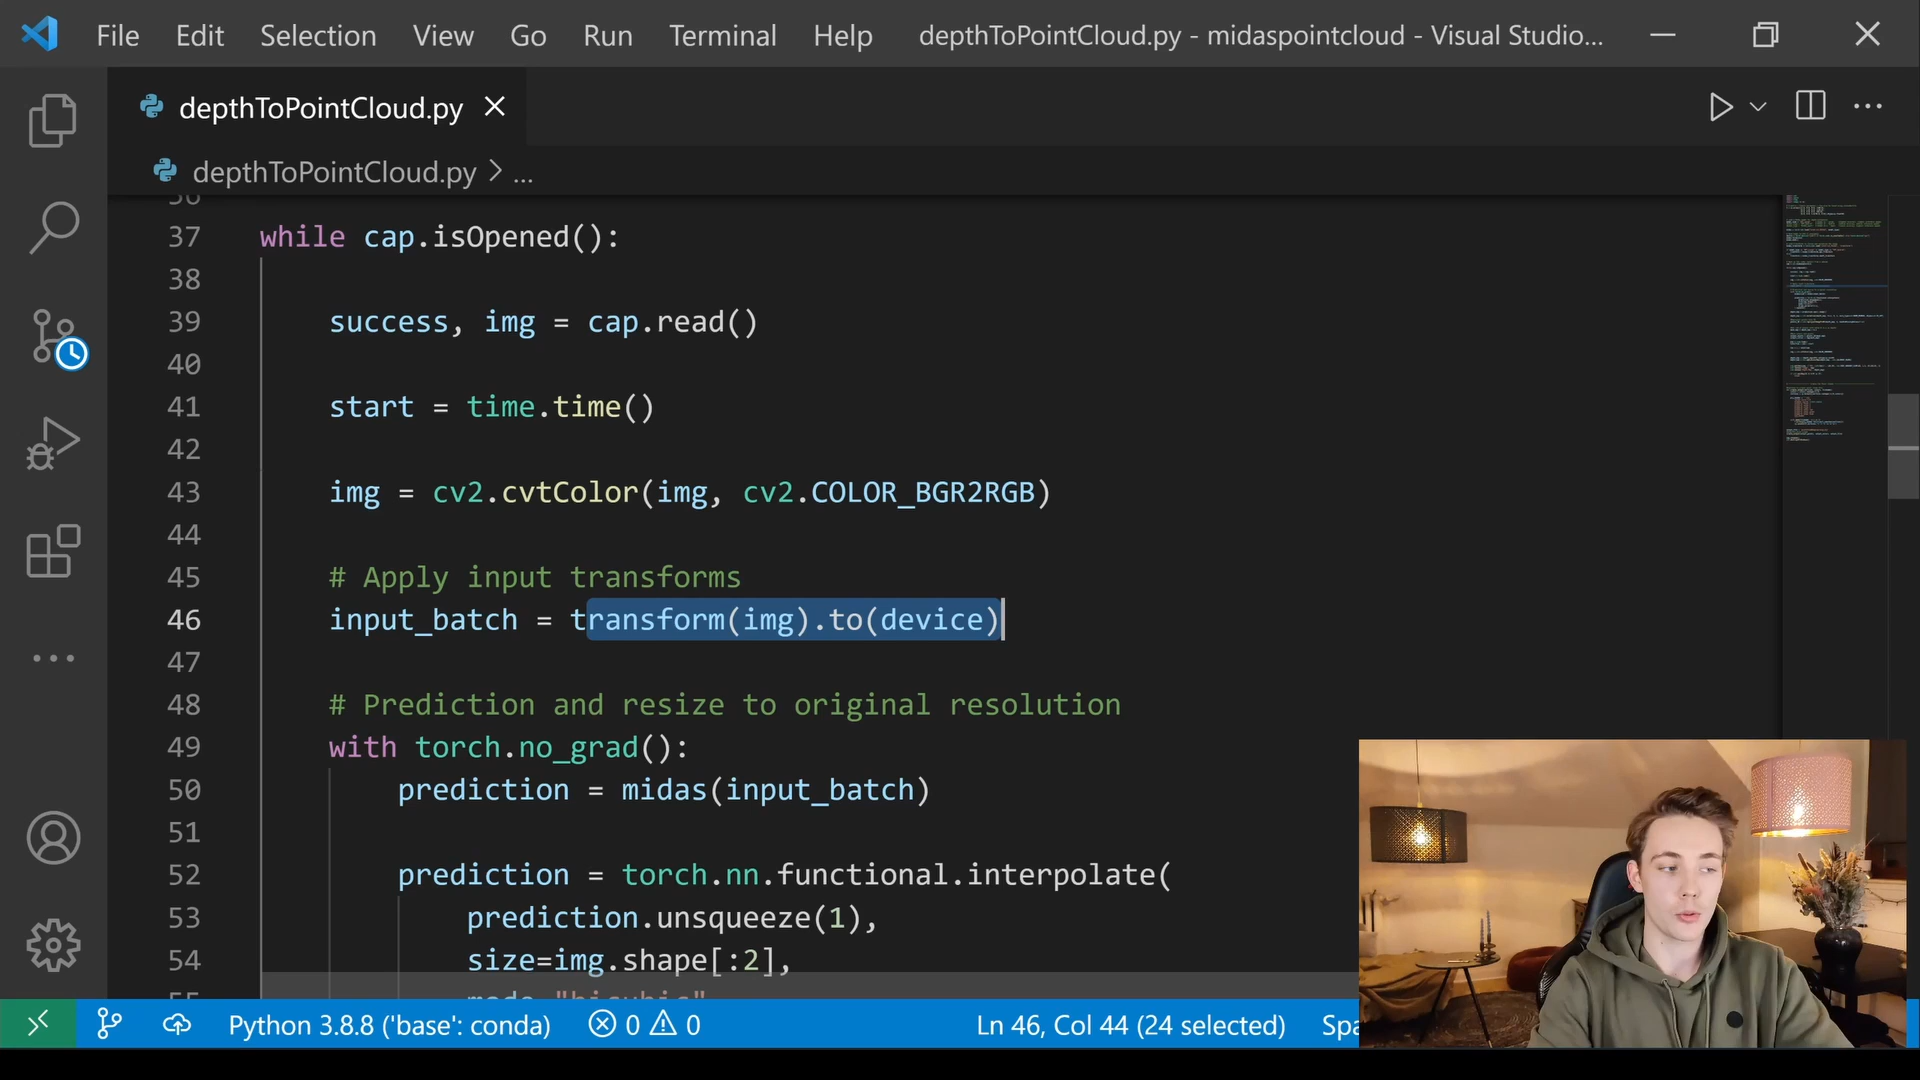 File Edit Selection View Go Run Terminal Help depthToPointCloud.py - midaspointcloud - Visual Studio...
depthToPointCloud.py
depthToPointCloud.py > ...
36
37 while cap.isOpened():
38
39 success, img = cap.read()
40
41 start = time.time()
42
43 img = cv2.cvtColor(img, cv2.COLOR_BGR2RGB)
44
45 # Apply input transforms
46 input_batch = transform(img).to(device)
47
48 # Prediction and resize to original resolution
49 with torch.no_grad():
50 prediction = midas(input_batch)
51
52 prediction = torch.nn.functional.interpolate(
53 prediction.unsqueeze(1),
54 size=img.shape[:2],
55 mode="bicubic"
Python 3.8.8 ('base': conda) 0 0 Ln 46, Col 44 (24 selected) Spa